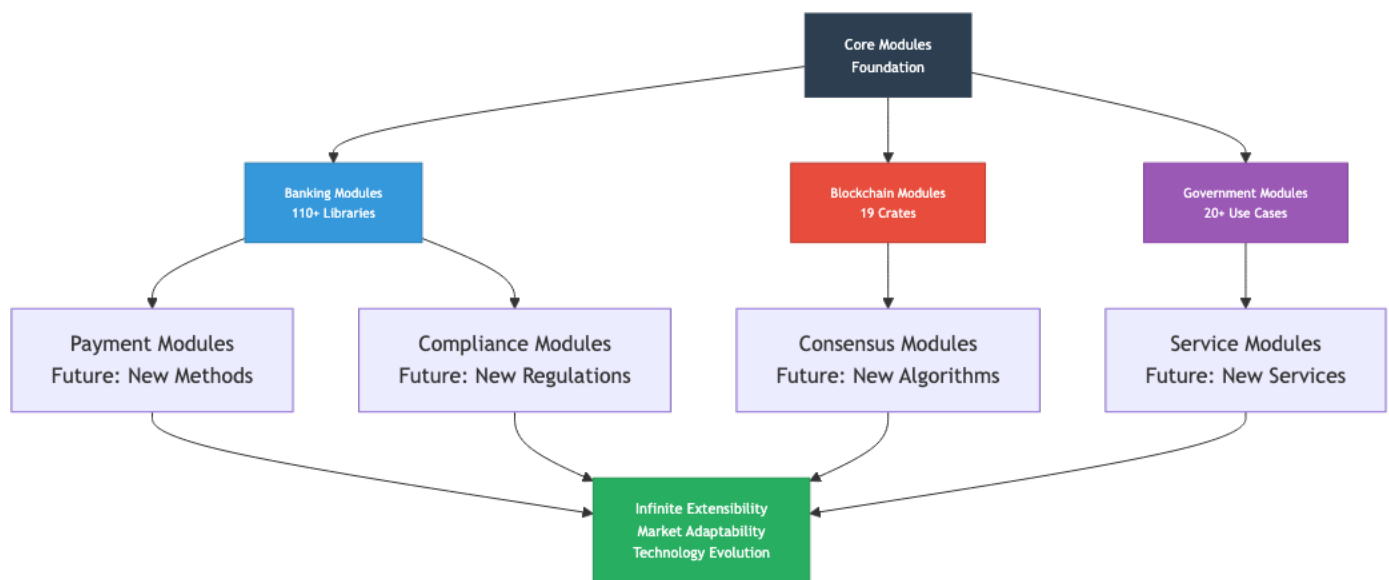 Core Modules
Foundation
Banking Modules
110+ Libraries
Blockchain Modules
19 Crates
Government Modules
20+ Use Cases
Payment Modules
Future: New Methods
Compliance Modules
Future: New Regulations
Consensus Modules
Future: New Algorithms
Service Modules
Future: New Services
Infinite Extensibility
Market Adaptability
Technology Evolution